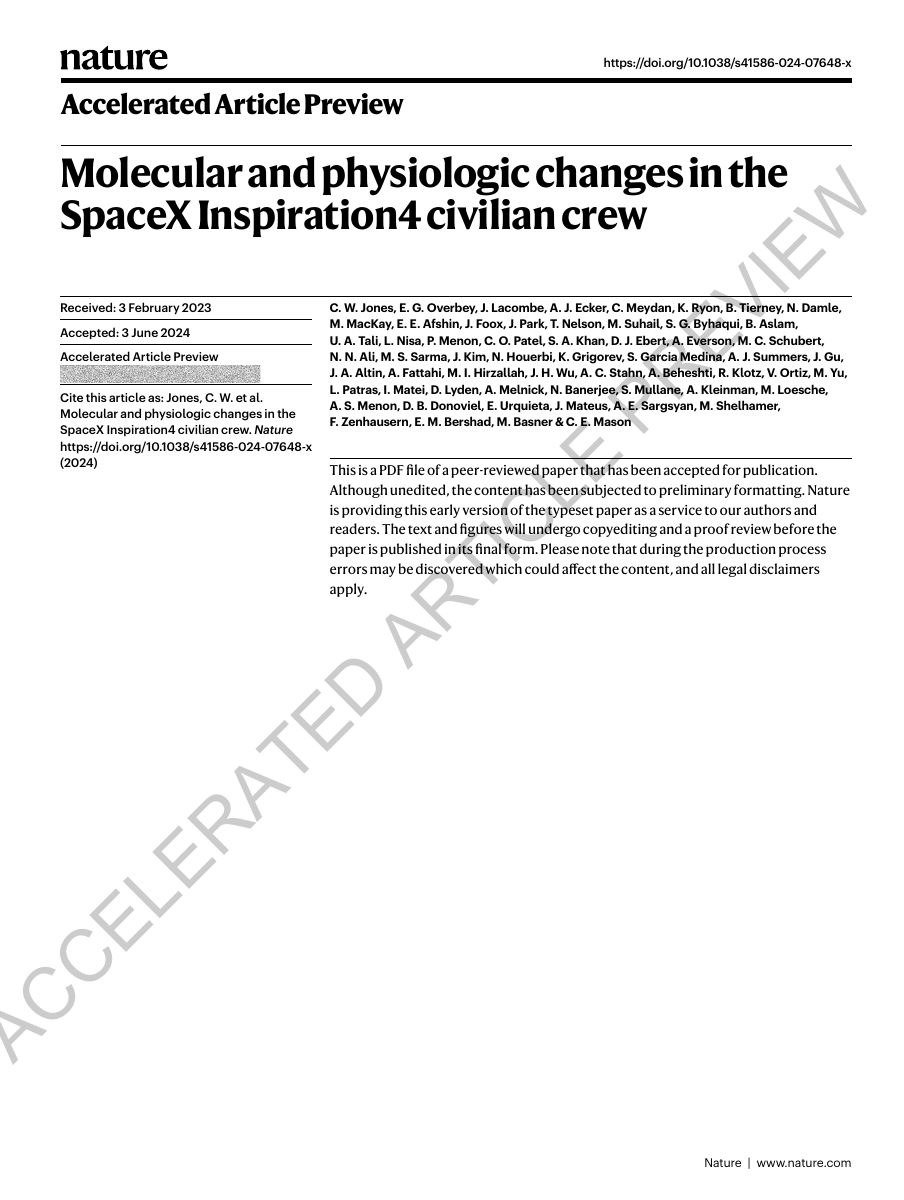 nature
https://doi.org/10.1038/s41586-024-07648-x
Accelerated Article Preview
Molecular and physiologic changes in the
SpaceX Inspiration4 civilian crew
Received: 3 February 2023
Accepted: 3 June 2024
Accelerated Article Preview
Cite this article as: Jones, C. W. et al.
Molecular and physiologic changes in the
SpaceX Inspiration4 civilian crew. Nature
https://doi.org/10.1038/s41586-024-07648-x
(2024)
C. W. Jones, E. G. Overbey, J. Lacombe, A. J. Ecker, C. Meydan, K. Ryon, B. Tierney, N. Damle,
M. MacKay, E. E. Afshin, J. Foox, J. Park, T. Nelson, M. Suhail, S. G. Byhaqui, B. Aslam,
U. A. Tali, L. Nisa, P. Menon, C. O. Patel, S. A. Khan, D. J. Ebert, A. Everson, M. C. Schubert,
N. N. Ali, M. S. Sarma, J. Kim, N. Houerbi, K. Grigorev, S. Garcia Medina, A. J. Summers, J. Gu,
J. A. Altin, A. Fattahi, M. I. Hirzallah, J. H. Wu, A. C. Stahn, A. Beheshti, R. Klotz, V. Ortiz, M. Yu,
L. Patras, I. Matei, D. Lyden, A. Melnick, N. Banerjee, S. Mullane, A. Kleinman, M. Loesche,
A. S. Menon, D. B. Donoviel, E. Urquieta, J. Mateus, A. E. Sargsyan, M. Shelhamer,
F. Zenhausern, E. M. Bershad, M. Basner & C. E. Mason
This is a PDF file of a peer-reviewed paper that has been accepted for publication.
Although unedited, the content has been subjected to preliminary formatting. Nature
is providing this early version of the typeset paper as a service to our authors and
readers. The text and figures will undergo copyediting and a proof review before the
paper is published in its final form. Please note that during the production process
errors may be discovered which could affect the content, and all legal disclaimers
apply.
ACCELERATED ARTICLE PREVIEW
Nature | www.nature.com